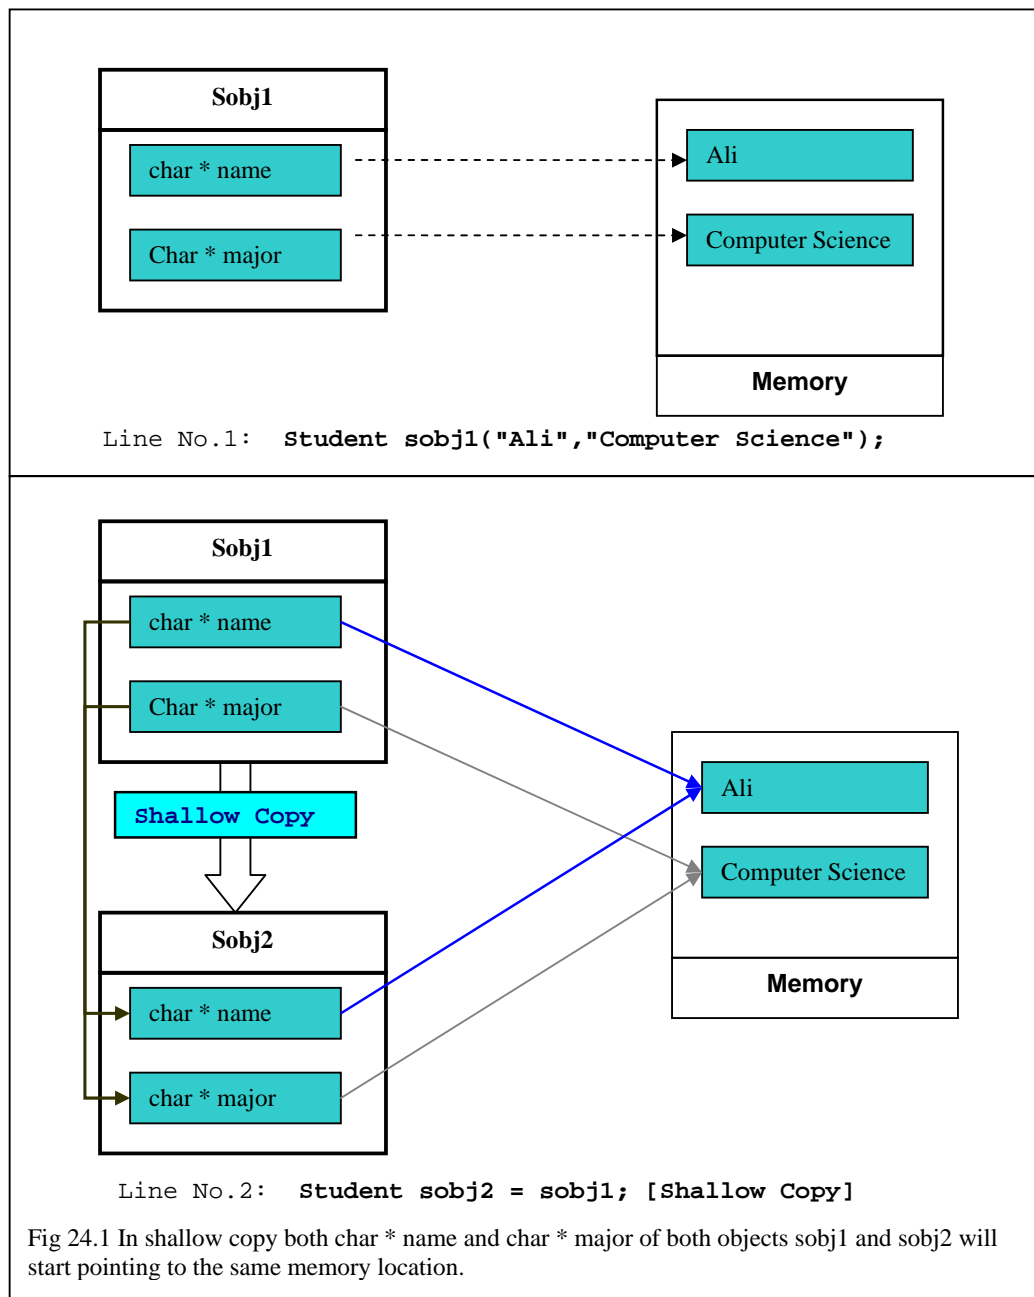 Sobj1
char * name
Ali
Char * major
Computer Science
Memory
Line No.1: Student sobj1("Ali","Computer Science");
Sobj1
char * name
Char * major
Ali
Shallow Copy
Computer Science
Sobj2
Memory
char * name
char * major
Line No.2: Student sobj2 = sobj1; [Shallow Copy]
Fig 24.1 In shallow copy both char * name and char * major of both objects sobj1 and sobj2 will
start pointing to the same memory location.